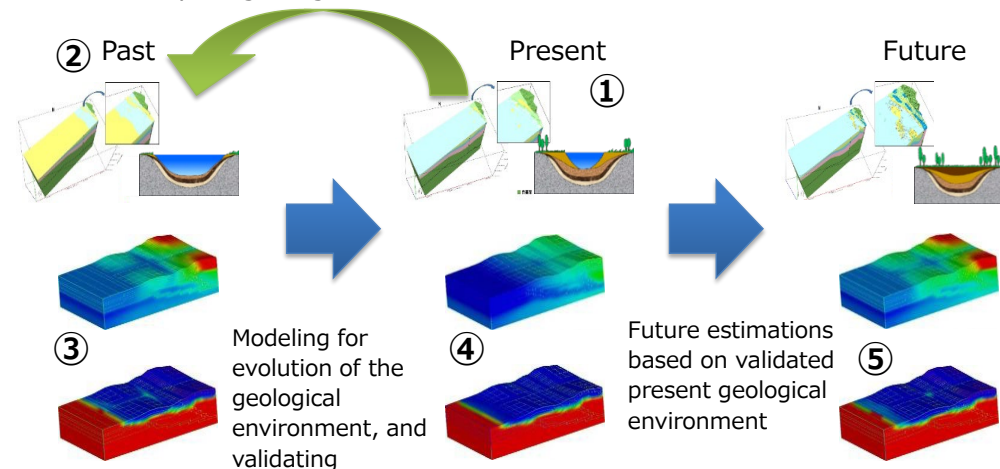 ② Past
Present
①
Future
③
Modeling for
evolution of the
geological
environment, and
validating
④
Future estimations
based on validated
present geological
environment
⑤